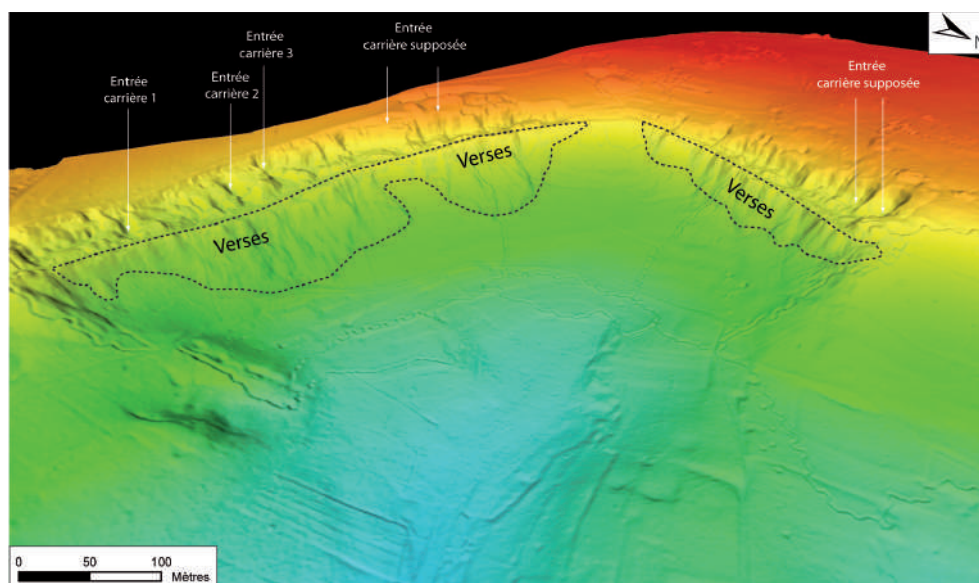 N
Entrée
carrière supposée
Entrée
carrière 3
Entrée
carrière 2
Entrée
carrière 1
Entrée
carrière supposée
Verses
Verses
Verses
0 50 100
Mètres